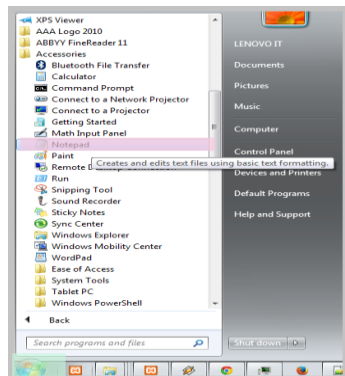 XPS Viewer
AAA Logo 2010
ABBYY FineReader 11
Accessories
Bluetooth File Transfer
Calculator
Command Prompt
Connect to a Network Projector
Connect to a Projector
Getting Started
Math Input Panel
Notepad
Paint
Creates and edits text files using basic text formatting.
Remote
Run
Snipping Tool
Sound Recorder
Sticky Notes
Sync Center
Windows Explorer
Windows Mobility Center
WordPad
Ease of Access
System Tools
Tablet PC
Windows PowerShell
Back
Search programs and files
LENOVO IT
Documents
Pictures
Music
Computer
Control Panel
Devices and Printers
Default Programs
Help and Support
Shut down